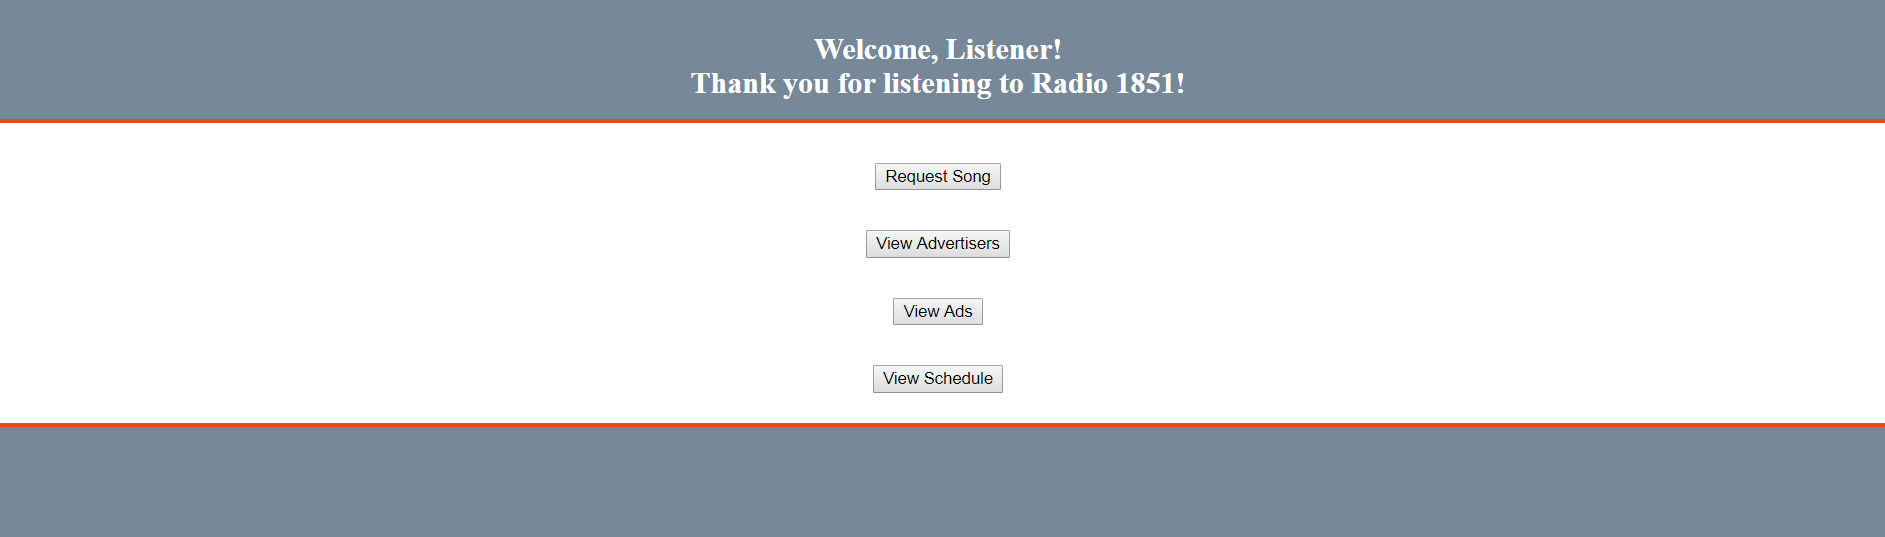 Welcome, Listener!
Thank you for listening to Radio 1851!
Request Song
View Advertisers
View Ads
View Schedule